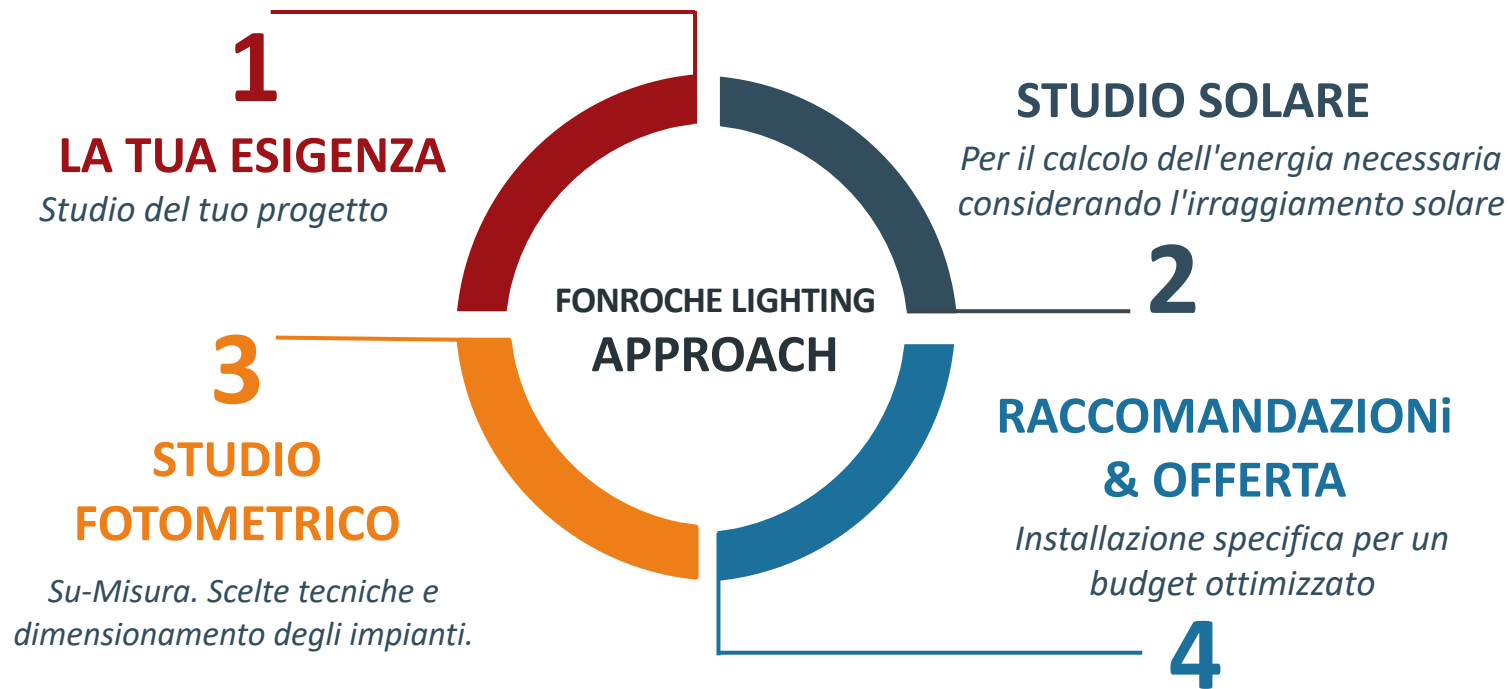 1
LA TUA ESIGENZA
Studio del tuo progetto
STUDIO SOLARE
Per il calcolo dell'energia necessaria
considerando l'irraggiamento solare
2
FONROCHE LIGHTING
APPROACH
3
STUDIO
FOTOMETRICO
Su-Misura. Scelte tecniche e
dimensionamento degli impianti.
RACCOMANDAZIONi
& OFFERTA
Installazione specifica per un
budget ottimizzato
4